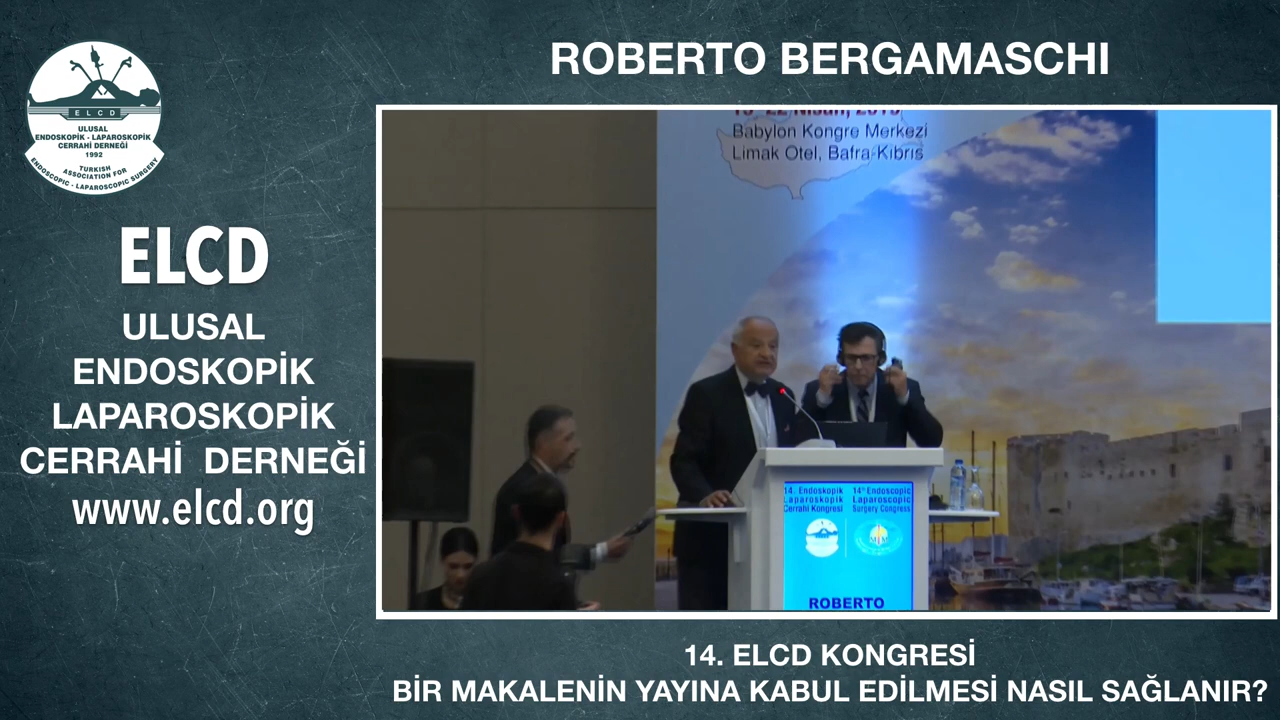 ROBERTO BERGAMASCHI
E L C D
ULUSAL
ENDOSKOPİK - LAPAROSKOPİK
CERRAHİ DERNEĞİ
1992
TURKISH
ASSOCIATION FOR
ENDOSCOPIC - LAPAROSCOPIC SURGERY
ELCD
ULUSAL
ENDOSKOPİK
LAPAROSKOPİK
CERRAHİ DERNEĞİ
www.elcd.org
Babylon Kongre Merkezi
Limak Otel, Bafra-Kıbrıs
14. Endoskopik
Laparoskopik
Cerrahi Kongresi
14th Endoscopic
Laparoscopic
Surgery Congress
ROBERTO
14. ELCD KONGRESİ
BİR MAKALENİN YAYINA KABUL EDİLMESİ NASIL SAĞLANIR?